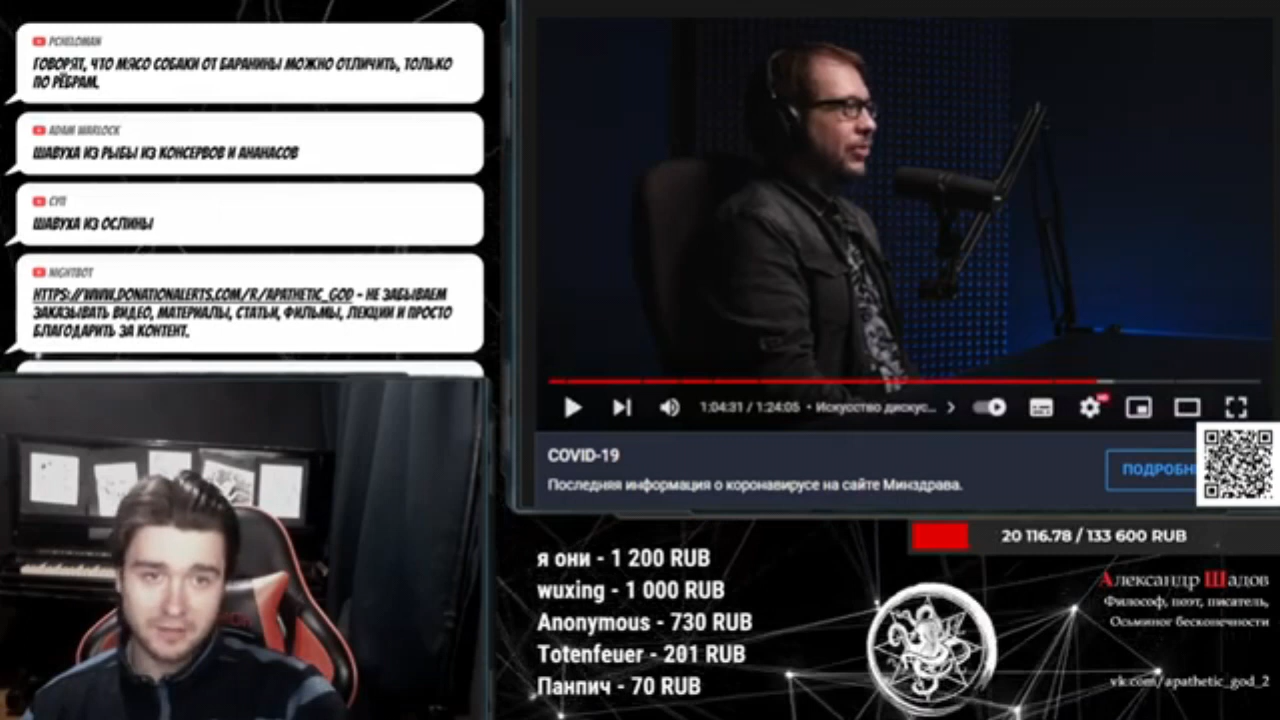 PCHELOMAN
ГОВОРЯТ, ЧТО МЯСО СОБАКИ ОТ БАРАНИНЫ МОЖНО ОТЛИЧИТЬ, ТОЛЬКО
ПО РЁБРАМ.
ADAM WARLOCK
ШАВУХА ИЗ РЫБЫ ИЗ КОНСЕРВОВ И АНАНАСОВ
СУП
ШАВУХА ИЗ ОСЛИНЫ
NIGHTBOT
HTTPS://WWW.DONATIONALERTS.COM/R/APATHETIC_GOD - НЕ ЗАБЫВАЕМ
ЗАКАЗЫВАТЬ ВИДЕО, МАТЕРИАЛЫ, СТАТЬИ, ФИЛЬМЫ, ЛЕКЦИИ И ПРОСТО
БЛАГОДАРИТЬ ЗА КОНТЕНТ.
1:04:31 / 1:24:05 • Искусство дискус...
COVID-19
Последняя информация о коронавирусе на сайте Минздрава.
ПОДРОБН
20 116.78 / 133 600 RUB
я они - 1 200 RUB
wuxing - 1 000 RUB
Anonymous - 730 RUB
Totenfeuer - 201 RUB
Панпич - 70 RUB
Александр Шадов
Философ, поэт, писатель,
Осьминог бесконечности
vk.com/apathetic_god_2